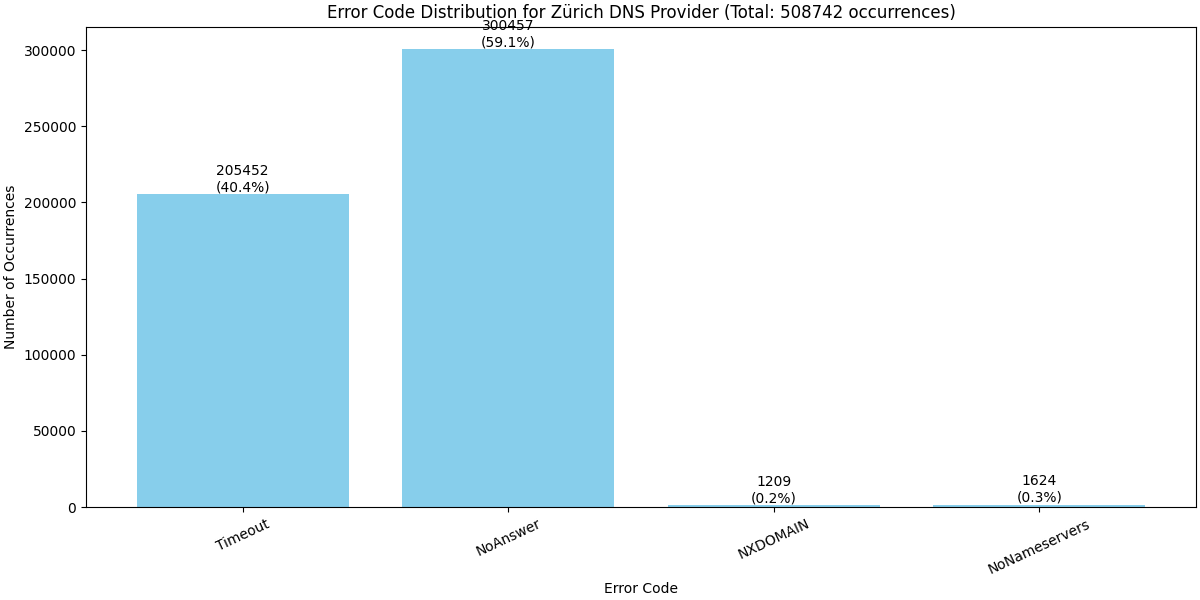 Error Code Distribution for Zürich DNS Provider (Total: 508742 occurrences)
Number of Occurrences
300000
250000
200000
150000
100000
50000
0
205452
(40.4%)
300457
(59.1%)
1209
(0.2%)
1624
(0.3%)
Timeout
NoAnswer
NXDOMAIN
NoNameservers
Error Code